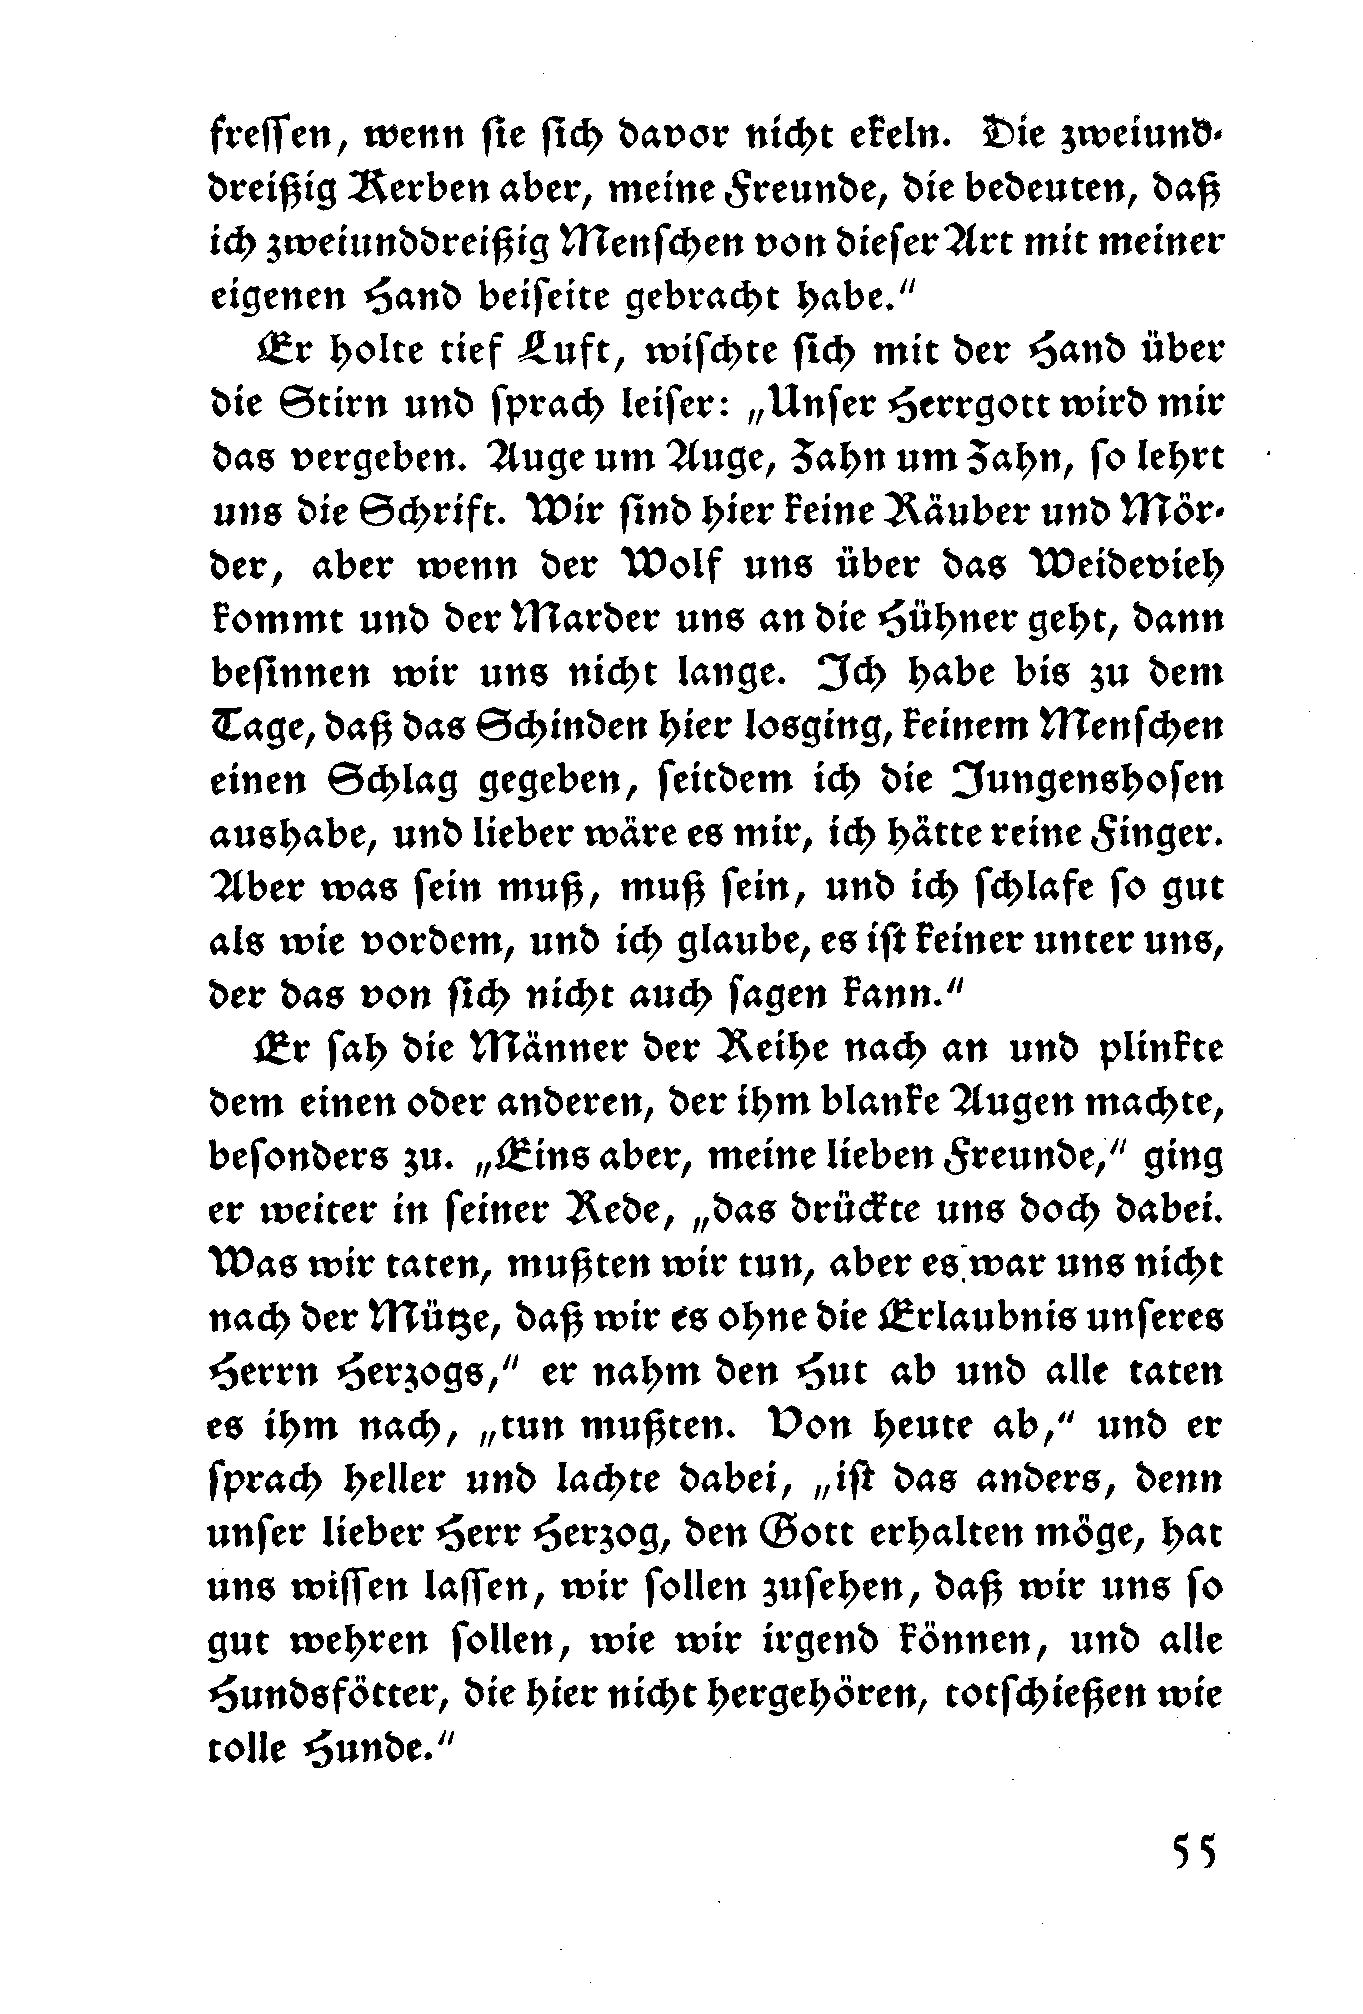 fressen, wenn sie sich davor nicht ekeln. Die zweiund-
dreißig Kerben aber, meine Freunde, die bedeuten, daß
ich zweiunddreißig Menschen von dieser Art mit meiner
eigenen Hand beiseite gebracht habe.“
Er holte tief Luft, wischte sich mit der Hand über
die Stirn und sprach leiser: „Unser Herrgott wird mir
das vergeben. Auge um Auge, Zahn um Zahn, so lehrt
uns die Schrift. Wir sind hier keine Räuber und Mör-
der, aber wenn der Wolf uns über das Weidevieh
kommt und der Marder uns an die Hühner geht, dann
besinnen wir uns nicht lange. Ich habe bis zu dem
Tage, daß das Schinden hier losging, keinem Menschen
einen Schlag gegeben, seitdem ich die Jungenshosen
aushabe, und lieber wäre es mir, ich hätte reine Finger.
Aber was sein muß, muß sein, und ich schlafe so gut
als wie vordem, und ich glaube, es ist keiner unter uns,
der das von sich nicht auch sagen kann.“
Er sah die Männer der Reihe nach an und plinkte
dem einen oder anderen, der ihm blanke Augen machte,
besonders zu. „Eins aber, meine lieben Freunde,“ ging
er weiter in seiner Rede, „das drückte uns doch dabei.
Was wir taten, mußten wir tun, aber es war uns nicht
nach der Mütze, daß wir es ohne die Erlaubnis unseres
Herrn Herzogs,“ er nahm den Hut ab und alle taten
es ihm nach, „tun mußten. Von heute ab,“ und er
sprach heller und lachte dabei, „ist das anders, denn
unser lieber Herr Herzog, den Gott erhalten möge, hat
uns wissen lassen, wir sollen zusehen, daß wir uns so
gut wehren sollen, wie wir irgend können, und alle
Hundsfötter, die hier nicht hergehören, totschießen wie
tolle Hunde.“
55